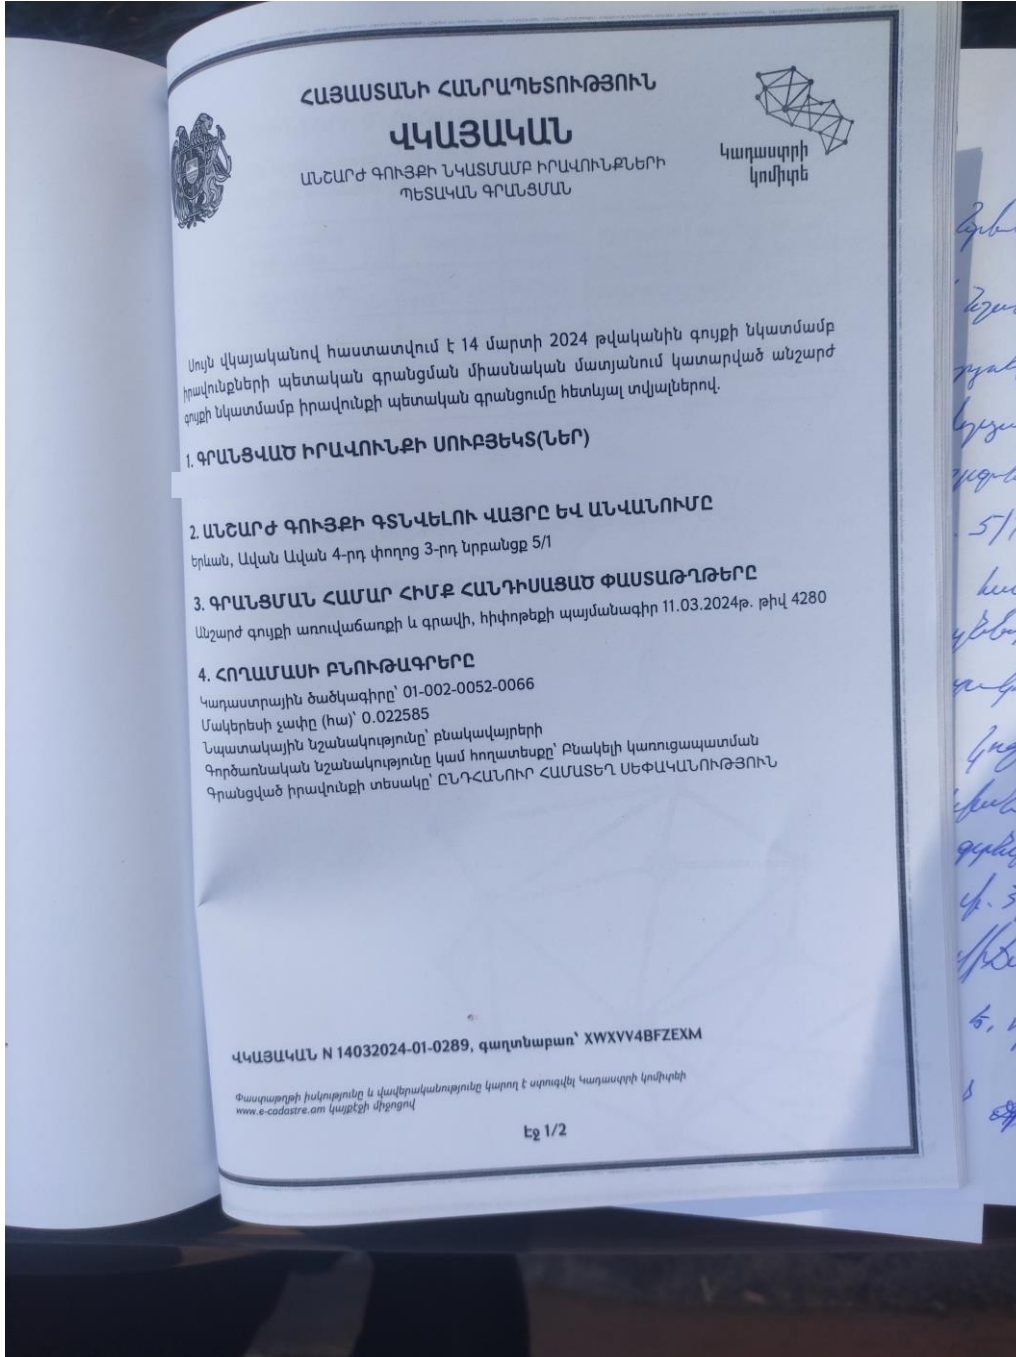 ՀԱՅԱՍՏԱՆԻ ՀԱՆՐԱՊԵՏՈՒԹՅՈՒՆ
ՎԿԱՅԱԿԱՆ
ԱՆՇԱՐԺ ԳՈՒՅՔԻ ՆԿԱՏՄԱՄԲ ԻՐԱՎՈՒՆՔՆԵՐԻ
ՊԵՏԱԿԱՆ ԳՐԱՆՑՄԱՆ
Կադաստրի
կոմիտե
Սույն վկայականով հաստատվում է 14 մարտի 2024 թվականին գույքի նկատմամբ
իրավունքների պետական գրանցման միասնական մատյանում կատարված անշարժ
գույքի նկատմամբ իրավունքի պետական գրանցումը հետևյալ տվյալներով.
1. ԳՐԱՆՑՎԱԾ ԻՐԱՎՈՒՆՔԻ ՍՈՒԲՅԵԿՏ(ՆԵՐ)
2. ԱՆՇԱՐԺ ԳՈՒՅՔԻ ԳՏՆՎԵԼՈՒ ՎԱՅՐԸ ԵՎ ԱՆՎԱՆՈՒՄԸ
Երևան, Ավան Ավան 4-րդ փողոց 3-րդ նրբանցք 5/1
3. ԳՐԱՆՑՄԱՆ ՀԱՄԱՐ ՀԻՄՔ ՀԱՆԴԻՍԱՑԱԾ ՓԱՍՏԱԹՂԹԵՐԸ
Անշարժ գույքի առուվաճառքի և գրավի, հիփոթեքի պայմանագիր 11.03.2024թ. թիվ 4280
4. ՀՈՂԱՄԱՍԻ ԲՆՈՒԹԱԳՐԵՐԸ
Կադաստրային ծածկագիրը՝ 01-002-0052-0066
Մակերեսի չափը (հա)՝ 0.022585
Նպատակային նշանակությունը՝ բնակավայրերի
Գործառնական նշանակությունը կամ հողատեսքը՝ Բնակելի կառուցապատման
Գրանցված իրավունքի տեսակը՝ ԸՆԴՀԱՆՈՒՐ ՀԱՄԱՏԵՂ ՍԵՓԱԿԱՆՈՒԹՅՈՒՆ
ՎԿԱՅԱԿԱՆ N 14032024-01-0289, գաղտնաբառ՝ XWXVV4BFZEXM
Փաստաթղթի իսկությունը և վավերականությունը կարող է ստուգվել Կադաստրի կոմիտեի
www.e-cadastre.am կայքէջի միջոցով
Էջ 1/2